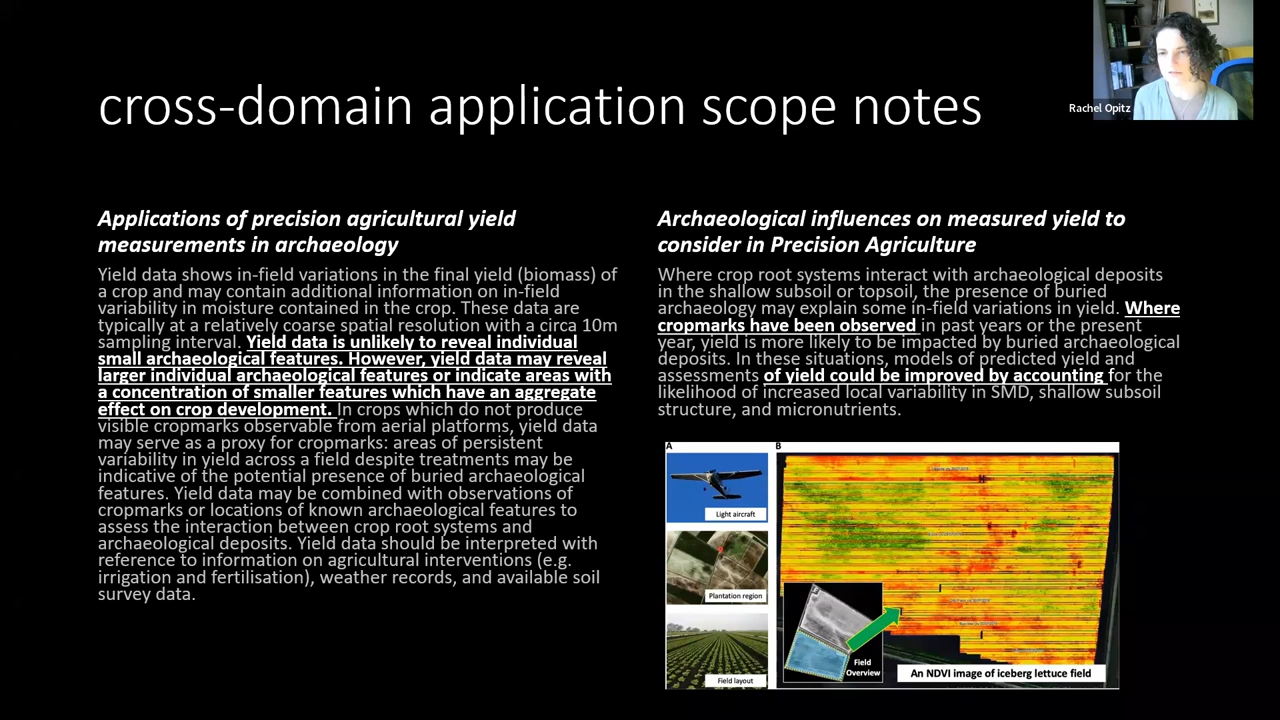 Rachel Opitz
cross-domain application scope notes
Applications of precision agricultural yield
measurements in archaeology
Yield data shows in-field variations in the final yield (biomass) of
a crop and may contain additional information on in-field
variability in moisture contained in the crop. These data are
typically at a relatively coarse spatial resolution with a circa 10m
sampling interval. Yield data is unlikely to reveal individual
small archaeological features. However, yield data may reveal
larger individual archaeological features or indicate areas with
a concentration of smaller features which have an aggregate
effect on crop development. In crops which do not produce
visible cropmarks observable from aerial platforms, yield data
may serve as a proxy for cropmarks: areas of persistent
variability in yield across a field despite treatments may be
indicative of the potential presence of buried archaeological
features. Yield data may be combined with observations of
cropmarks or locations of known archaeological features to
assess the interaction between crop root systems and
archaeological deposits. Yield data should be interpreted with
reference to information on agricultural interventions (e.g.
irrigation and fertilisation), weather records, and available soil
survey data.
Archaeological influences on measured yield to
consider in Precision Agriculture
Where crop root systems interact with archaeological deposits
in the shallow subsoil or topsoil, the presence of buried
archaeology may explain some in-field variations in yield. Where
cropmarks have been observed in past years or the present
year, yield is more likely to be impacted by buried archaeological
deposits. In these situations, models of predicted yield and
assessments of yield could be improved by accounting for the
likelihood of increased local variability in SMD, shallow subsoil
structure, and micronutrients.
A
B
Light aircraft
Plantation region
Field layout
Field
Overview
An NDVI image of iceberg lettuce field